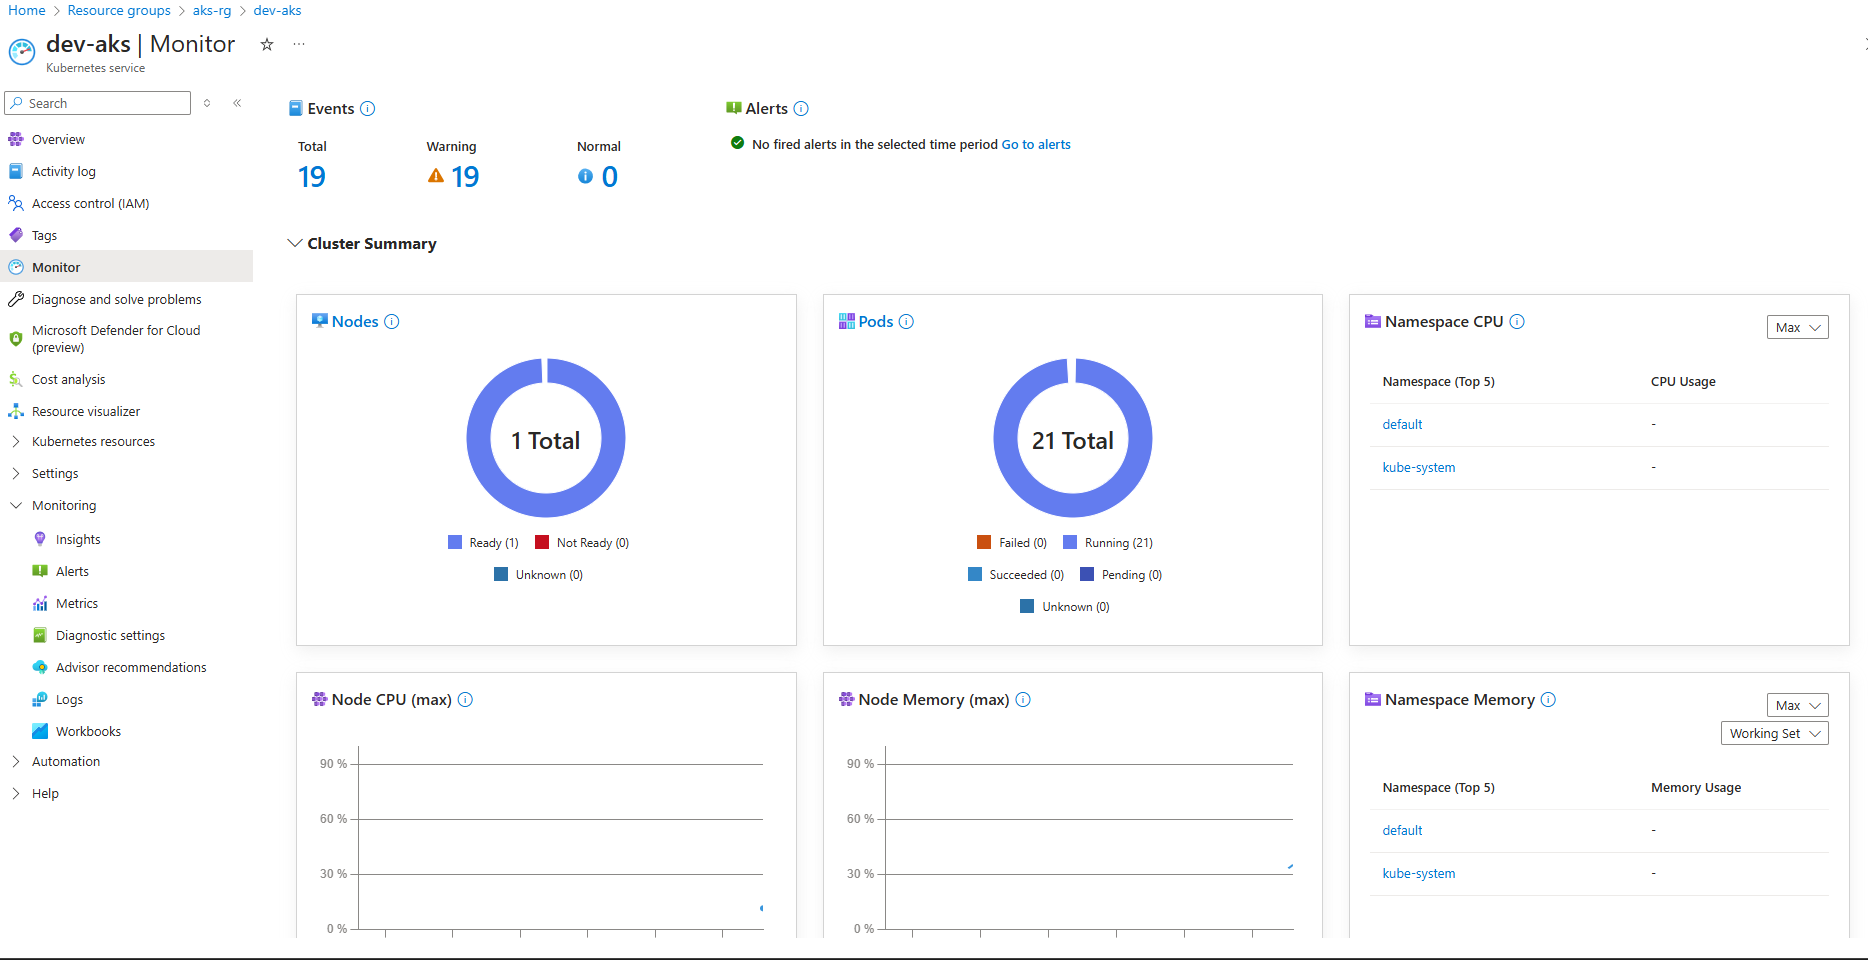 Home > Resource groups > aks-rg > dev-aks
dev-aks | Monitor
Kubernetes service
Search
Overview
Activity log
Access control (IAM)
Tags
Monitor
Diagnose and solve problems
Microsoft Defender for Cloud
(preview)
Cost analysis
Resource visualizer
Kubernetes resources
Settings
Monitoring
Insights
Alerts
Metrics
Diagnostic settings
Advisor recommendations
Logs
Workbooks
Automation
Help
Events
Total
19
Warning
19
Normal
0
Alerts
No fired alerts in the selected time period Go to alerts
Cluster Summary
Nodes
1 Total
Ready (1)
Not Ready (0)
Unknown (0)
Pods
21 Total
Failed (0)
Running (21)
Succeeded (0)
Pending (0)
Unknown (0)
Namespace CPU
Max
Namespace (Top 5)
CPU Usage
default
-
kube-system
-
Node CPU (max)
90 %
60 %
30 %
0 %
Node Memory (max)
90 %
60 %
30 %
0 %
Namespace Memory
Max
Working Set
Namespace (Top 5)
Memory Usage
default
-
kube-system
-